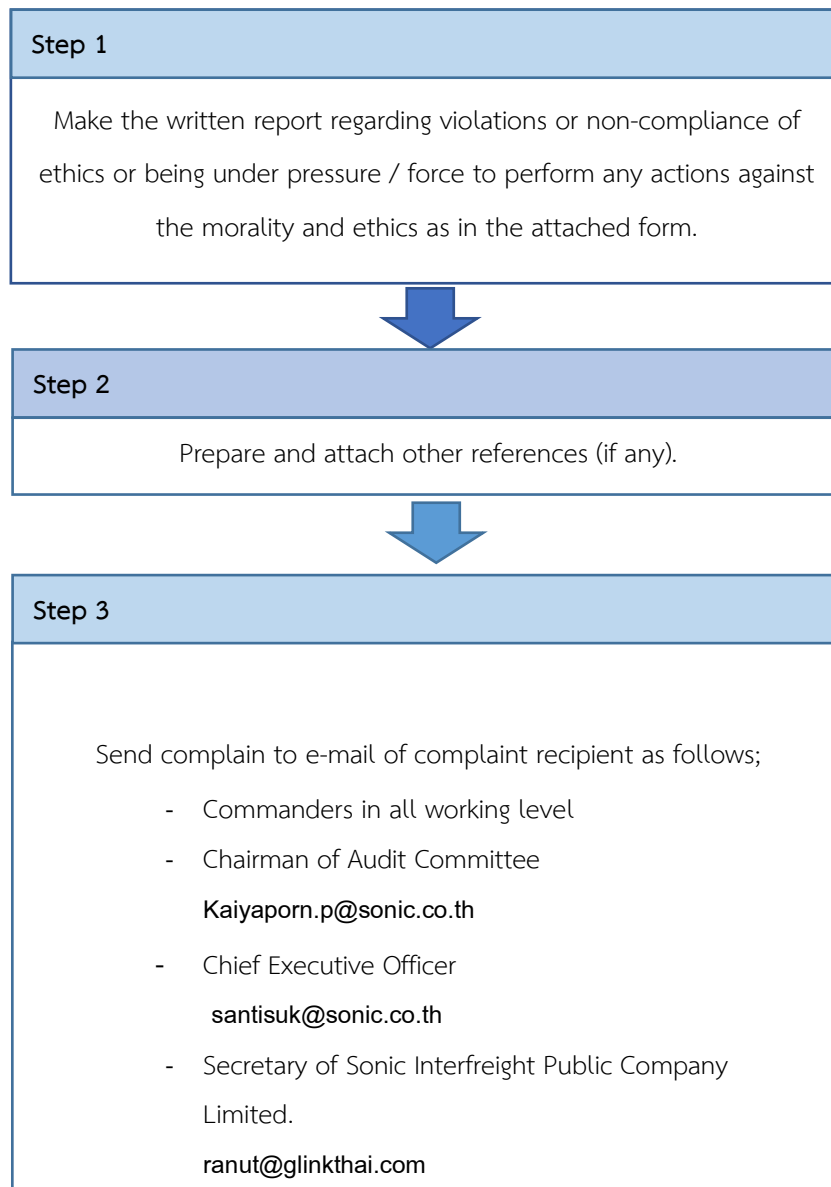 Step 1
Make the written report regarding violations or non-compliance of
ethics or being under pressure / force to perform any actions against
the morality and ethics as in the attached form.
Step 2
Prepare and attach other references (if any).
Step 3
Send complain to e-mail of complaint recipient as follows;
- Commanders in all working level
- Chairman of Audit Committee
Kaiyaporn.p@sonic.co.th
- Chief Executive Officer
santisuk@sonic.co.th
- Secretary of Sonic Interfreight Public Company
Limited.
ranut@glinkthai.com